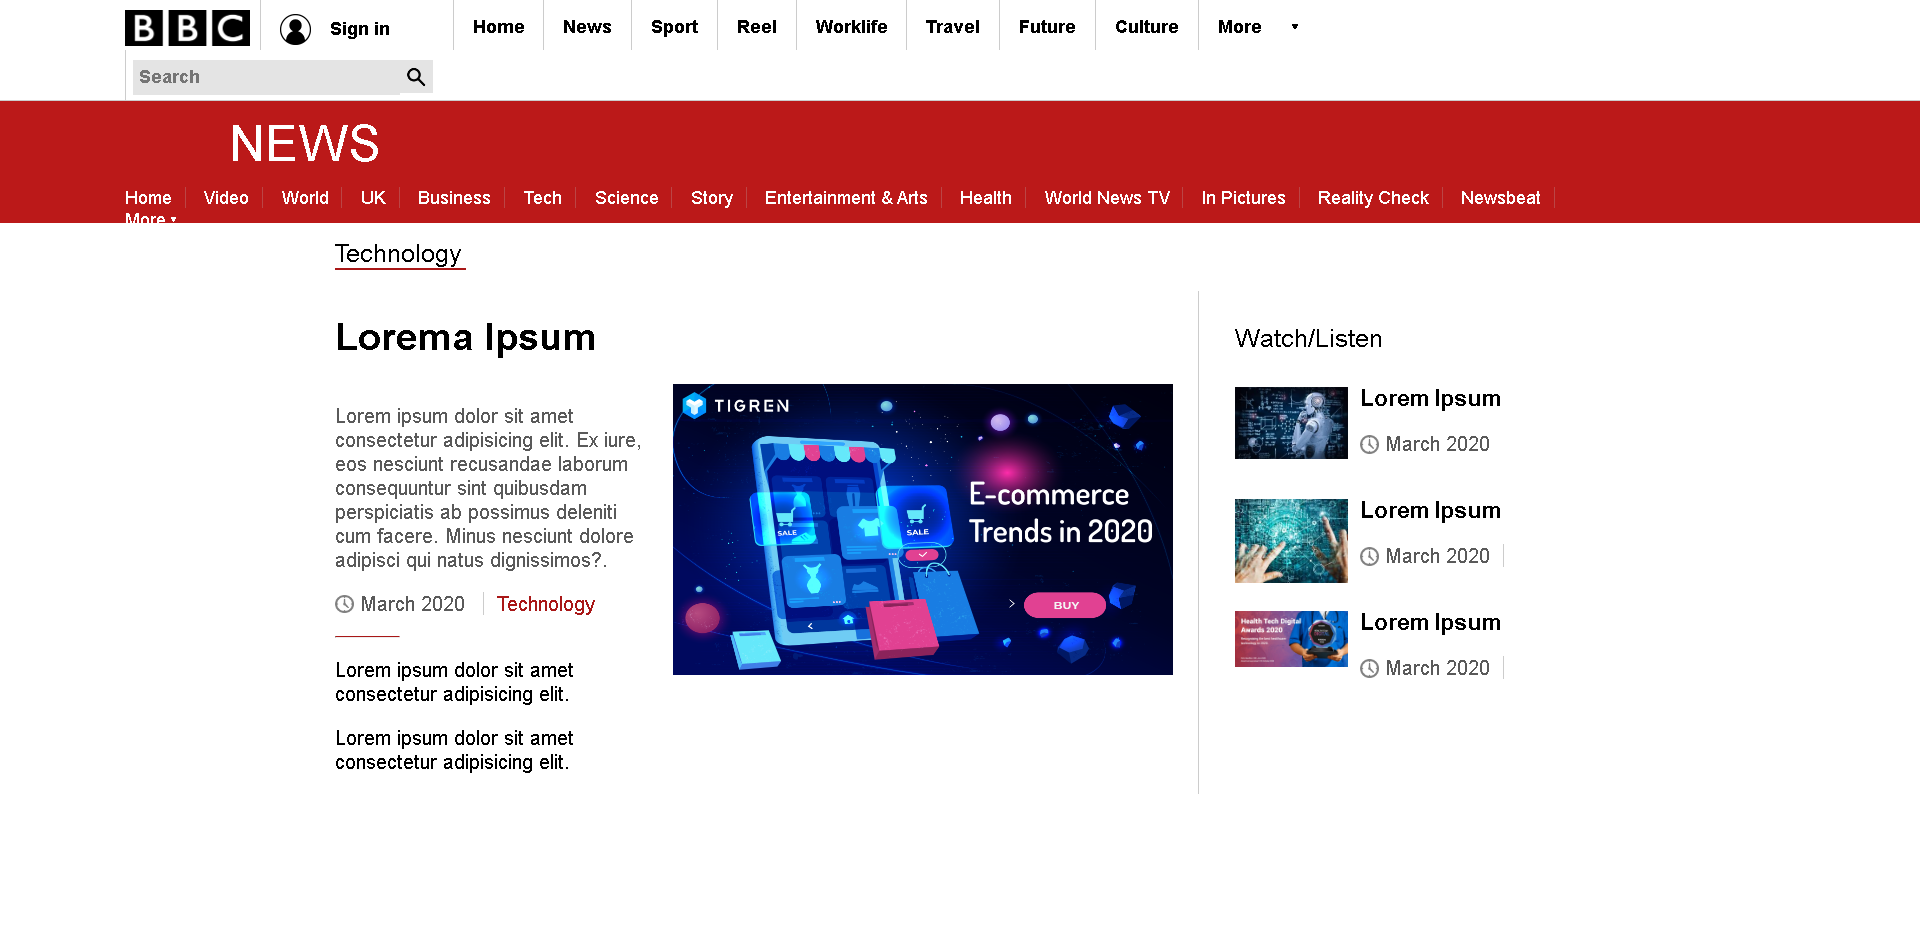 BBC
Sign in
Home
News
Sport
Reel
Worklife
Travel
Future
Culture
More
Search
NEWS
Home
Video
World
UK
Business
Tech
Science
Story
Entertainment & Arts
Health
World News TV
In Pictures
Reality Check
Newsbeat
More
Technology
Lorema Ipsum
Lorem ipsum dolor sit amet
consectetur adipisicing elit. Ex iure,
eos nesciunt recusandae laborum
consequuntur sint quibusdam
perspiciatis ab possimus deleniti
cum facere. Minus nesciunt dolore
adipisci qui natus dignissimos?.
March 2020
Technology
Lorem ipsum dolor sit amet
consectetur adipisicing elit.
Lorem ipsum dolor sit amet
consectetur adipisicing elit.
TIGREN
E-commerce
Trends in 2020
SALE
SALE
BUY
Watch/Listen
Lorem Ipsum
March 2020
Lorem Ipsum
March 2020
Health Tech Digital
Awards 2020
Lorem Ipsum
March 2020